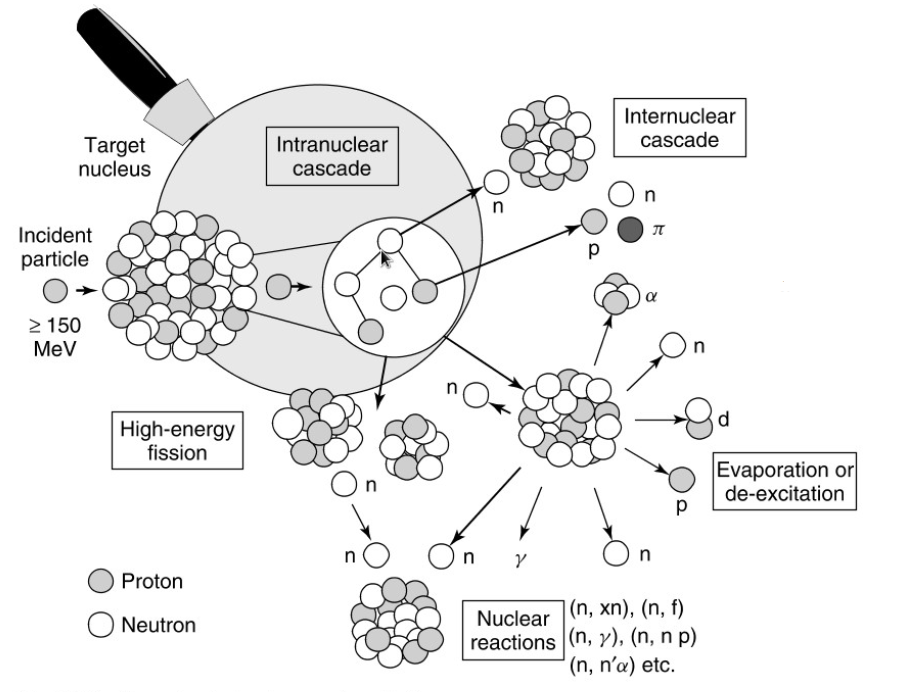 Target
nucleus
Intranuclear
cascade
Internuclear
cascade
n
n
p
π
Incident
particle
≥ 150
MeV
α
n
n
d
High-energy
fission
n
p
Evaporation or
de-excitation
n
n
γ
n
Proton
Neutron
Nuclear
reactions
(n, xn), (n, f)
(n, γ), (n, n p)
(n, n′α) etc.